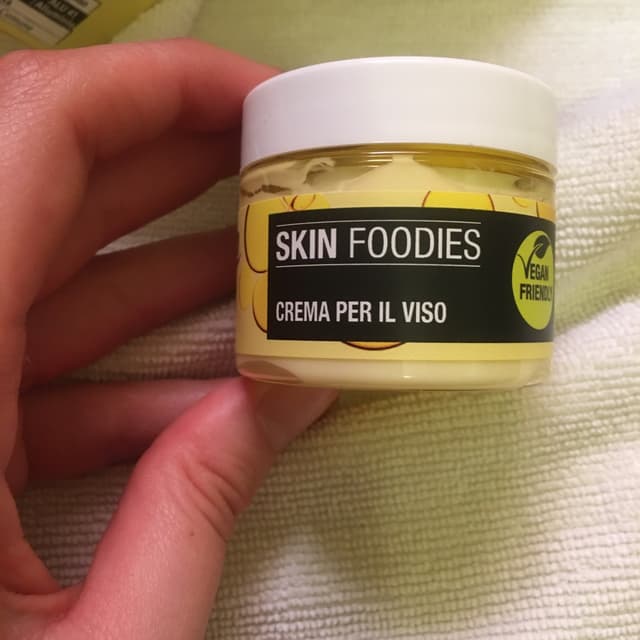 SKIN FOODIES
CREMA PER IL VISO
VEGAN
FRIENDLY